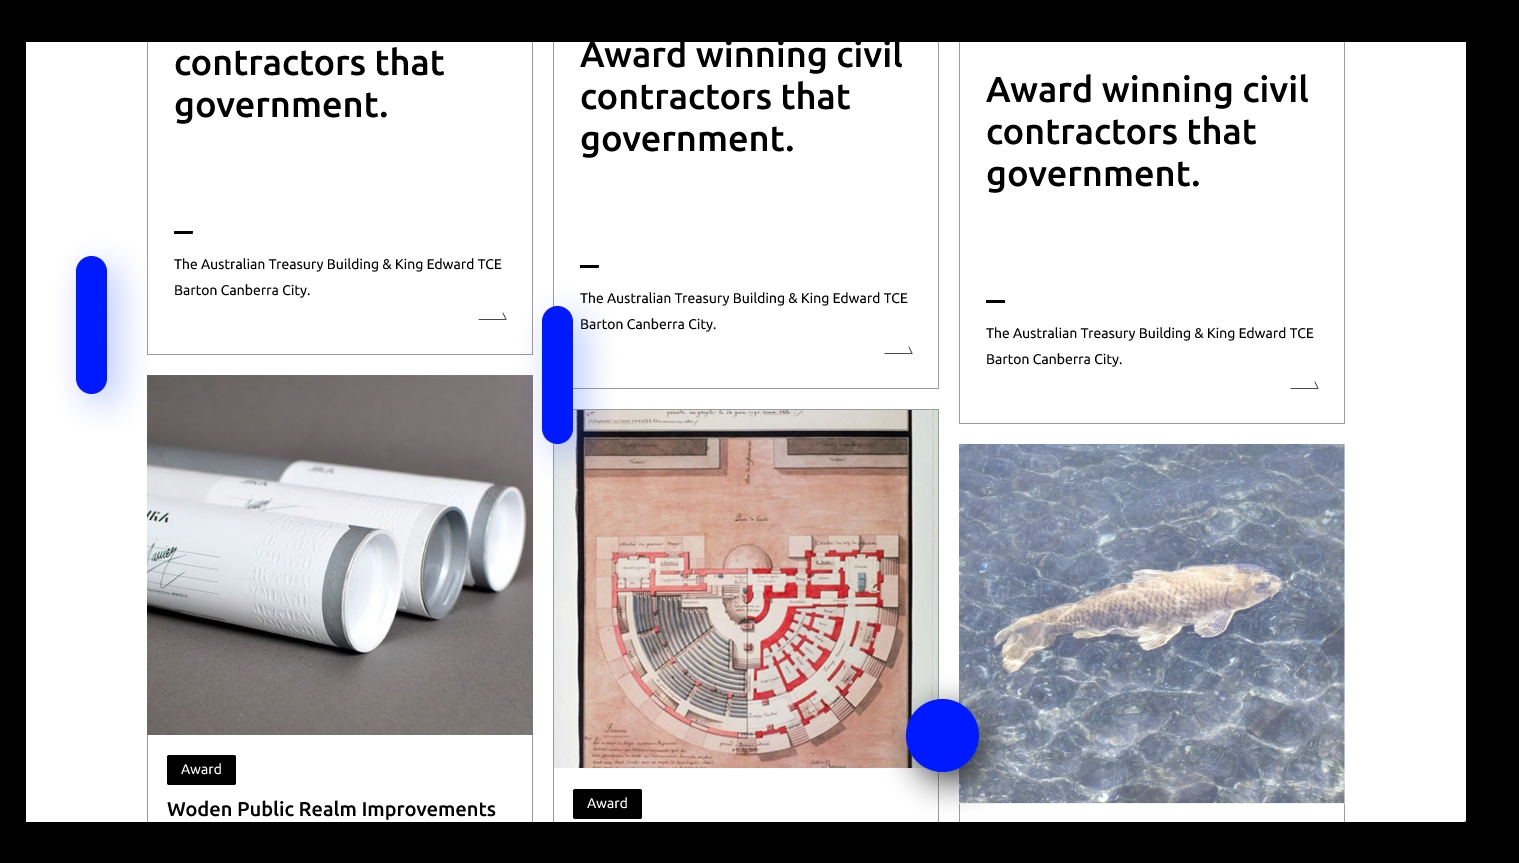 contractors that
government.
The Australian Treasury Building & King Edward TCE
Barton Canberra City.
Award
Woden Public Realm Improvements
Award winning civil
contractors that
government.
The Australian Treasury Building & King Edward TCE
Barton Canberra City.
Award
Award winning civil
contractors that
government.
The Australian Treasury Building & King Edward TCE
Barton Canberra City.